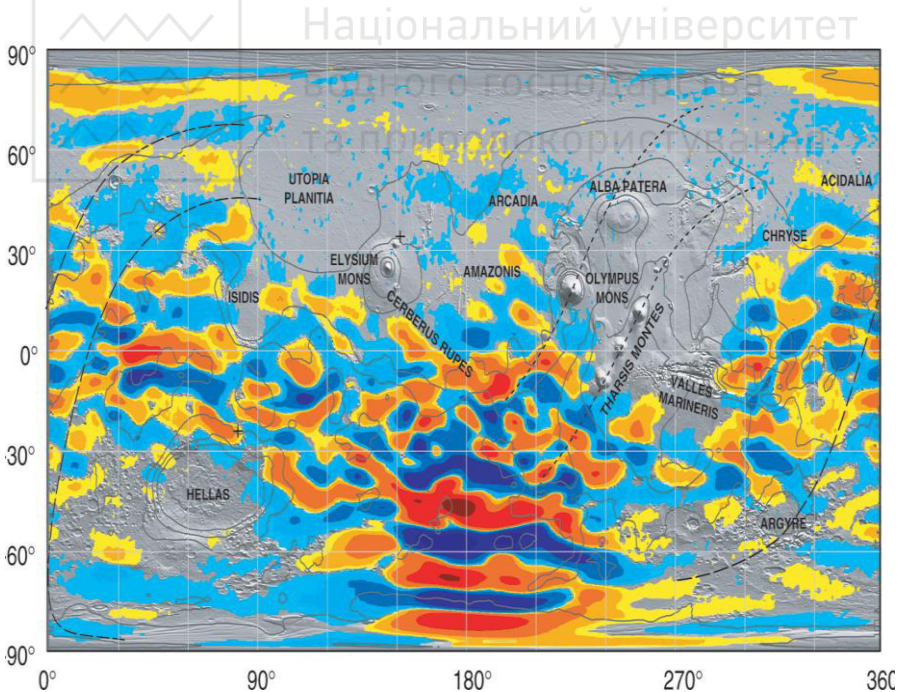 Національний університет
водного господарства
та природокористування
90°
60°
30°
0°
-30°
-60°
-90°
0°
90°
180°
270°
360
UTOPIA
PLANITIA
ARCADIA
ALBA PATERA
ACIDALIA
CHRYSE
ELYSIUM
MONS
AMAZONIS
OLYMPUS
MONS
ISIDIS
CERBERUS RUPES
THARSIS MONTES
VALLES
MARINERIS
HELLAS
ARGYRE